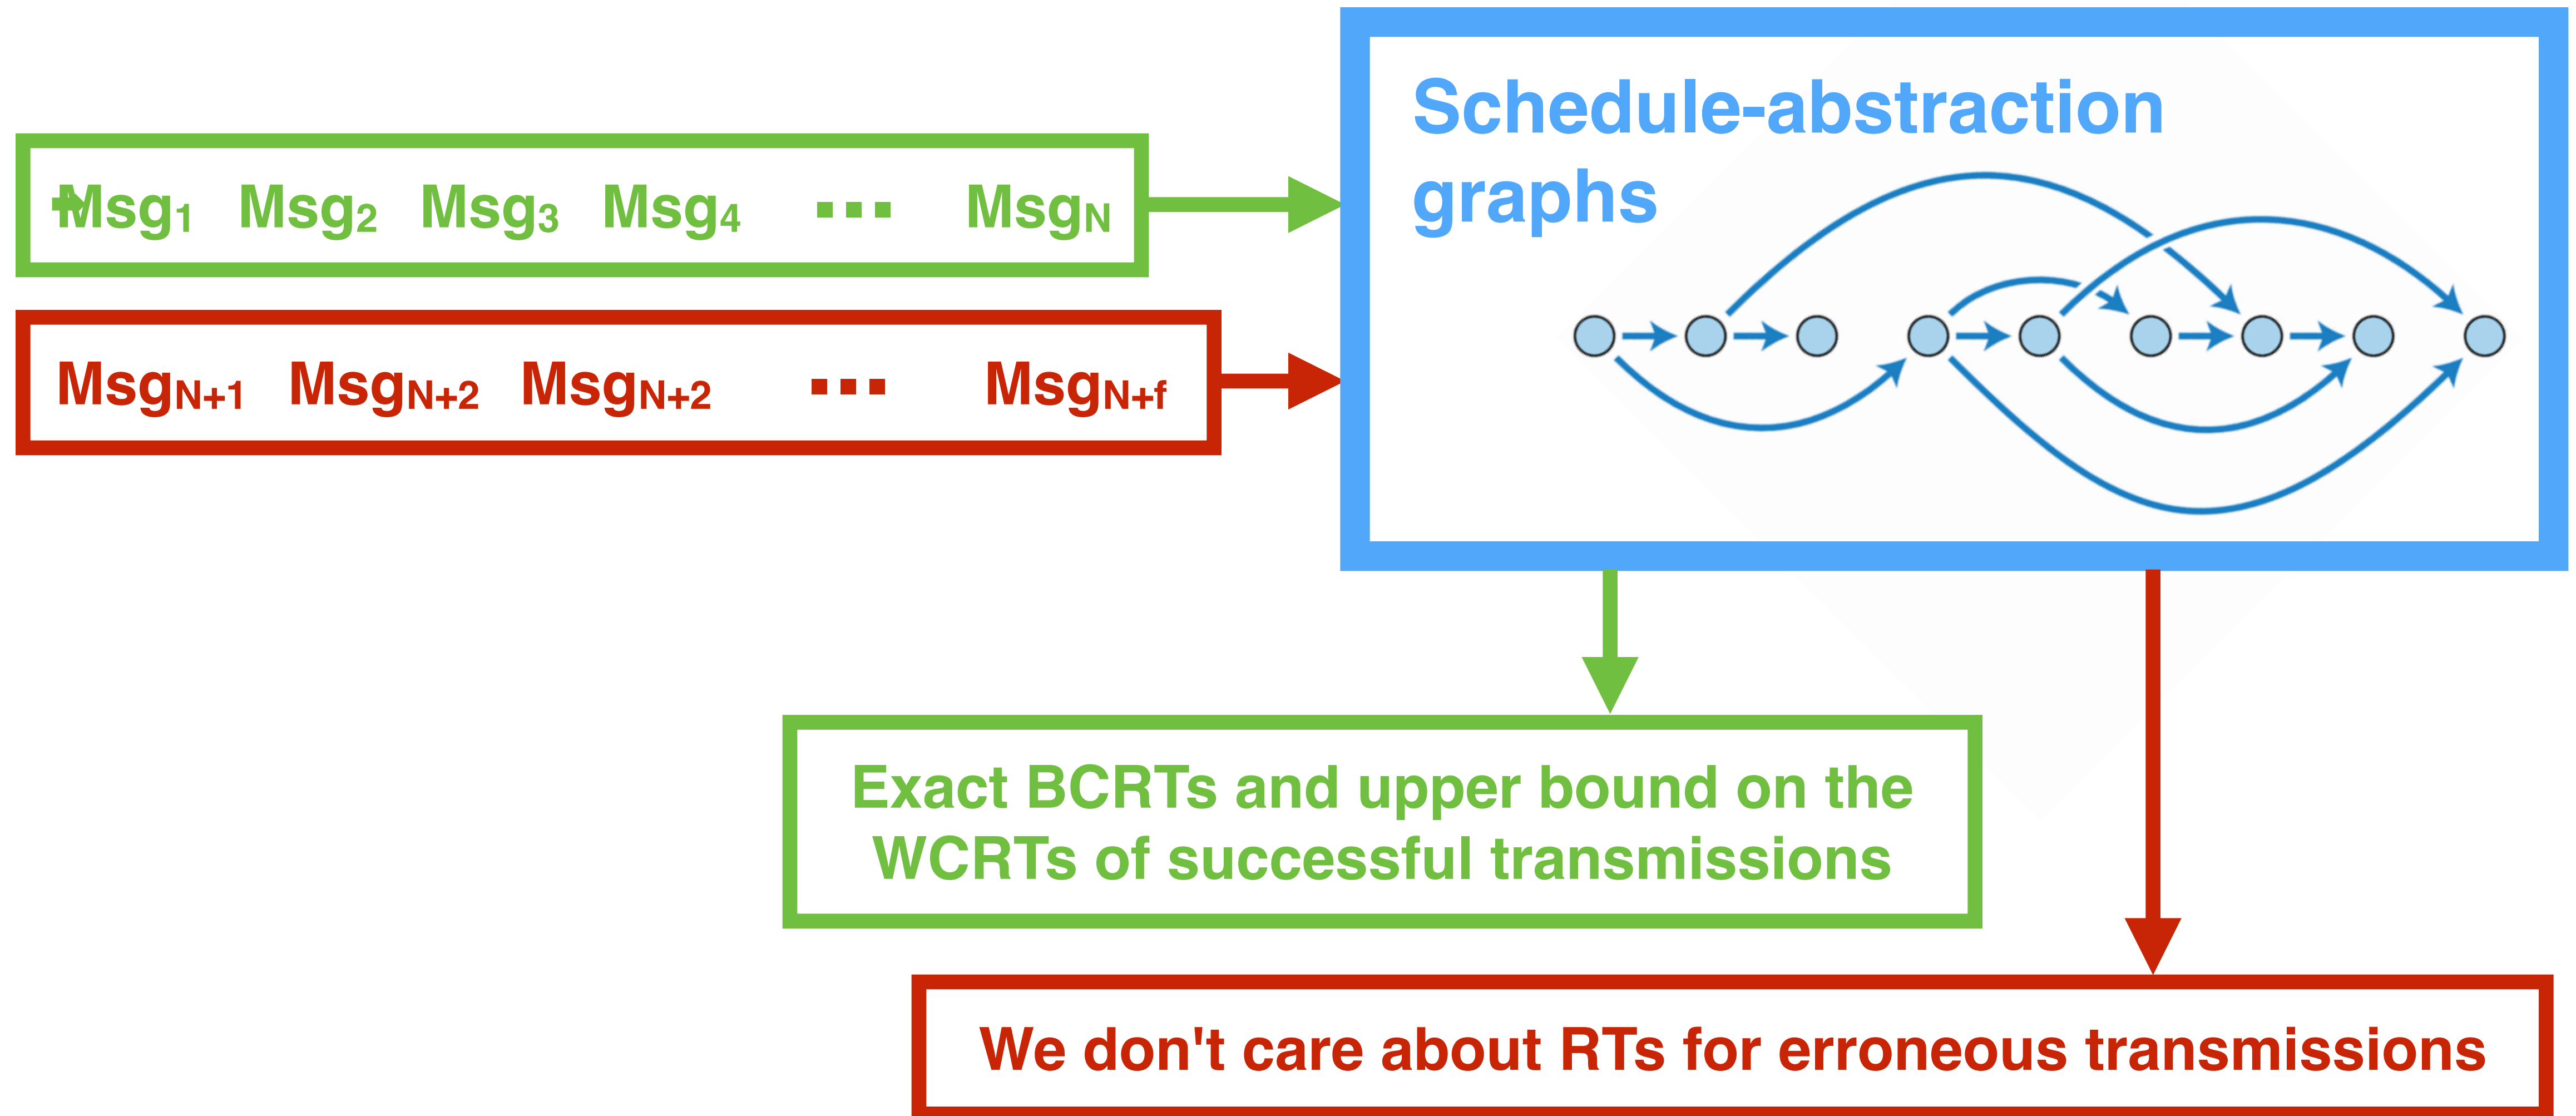 Schedule-abstraction
graphs
Msg1 Msg2 Msg3 Msg4 ... MsgN
MsgN+1 MsgN+2 MsgN+2 ... MsgN+f
Exact BCRTs and upper bound on the
WCRTs of successful transmissions
We don't care about RTs for erroneous transmissions